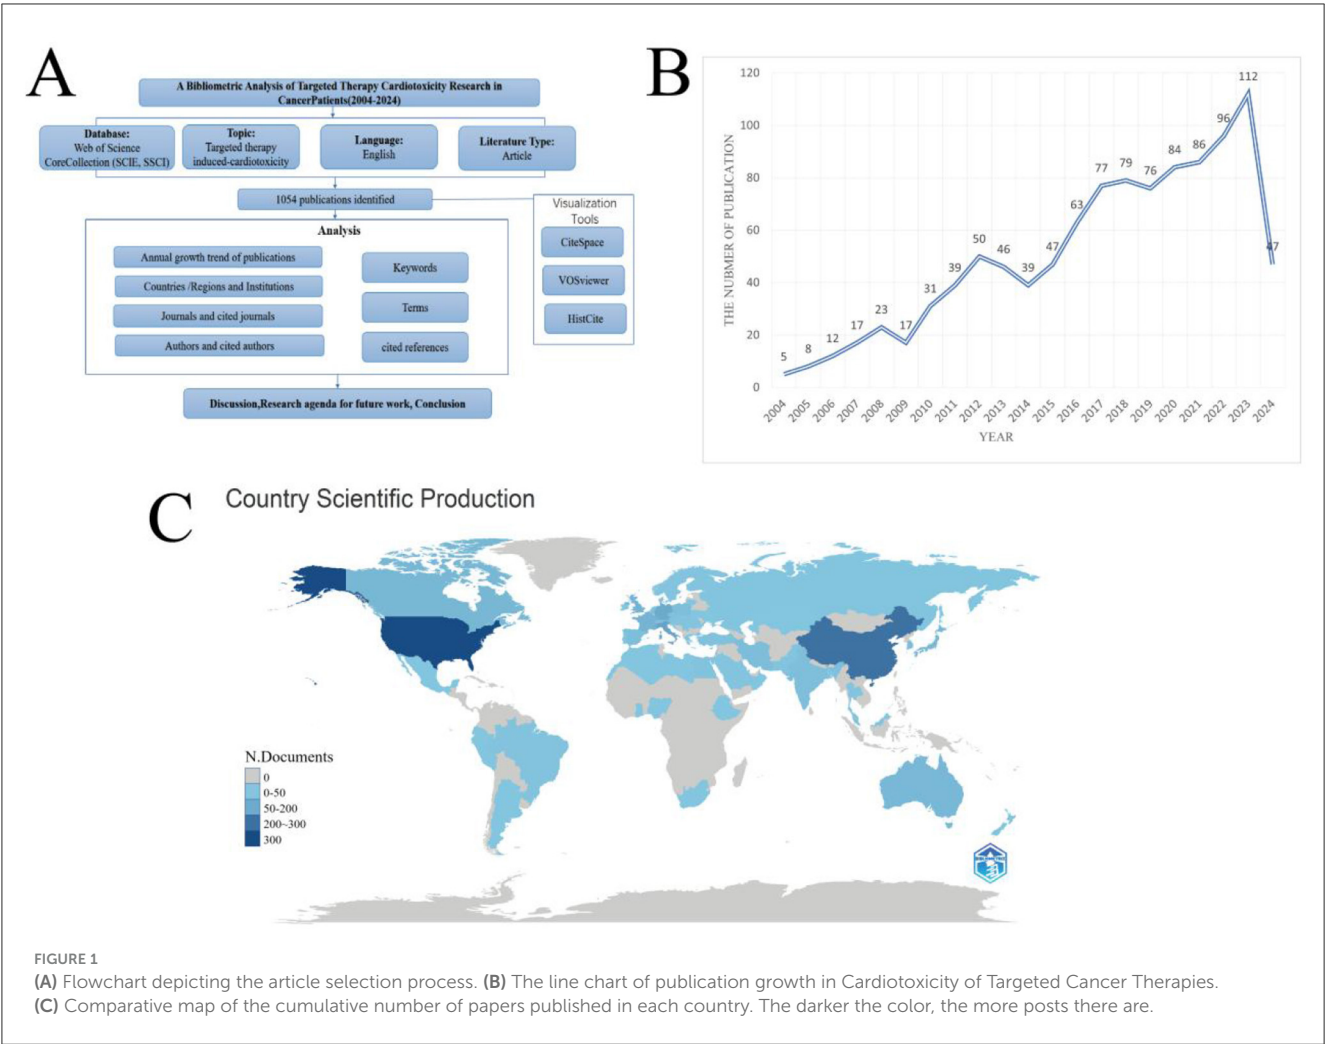 A
A Bibliometric Analysis of Targeted Therapy Cardiotoxicity Research in
CancerPatients(2004-2024)
Database:
Web of Science
CoreCollection (SCIE, SSCI)
Topic:
Targeted therapy
induced-cardiotoxicity
Language:
English
Literature Type:
Article
1054 publications identified
Visualization
Tools
CiteSpace
VOSviewer
HistCite
Analysis
Annual growth trend of publications
Countries /Regions and Institutions
Journals and cited journals
Authors and cited authors
Keywords
Terms
cited references
Discussion,Research agenda for future work, Conclusion
B
THE NUBMER OF PUBLICATION
120
100
80
60
40
20
0
5
8
12
17
23
17
31
39
50
46
39
47
63
77
79
76
84
86
96
112
47
2004
2005
2006
2007
2008
2009
2010
2011
2012
2013
2014
2015
2016
2017
2018
2019
2020
2021
2022
2023
2024
YEAR
C
Country Scientific Production
N.Documents
0
0-50
50-200
200~300
300
FIGURE 1
(A) Flowchart depicting the article selection process. (B) The line chart of publication growth in Cardiotoxicity of Targeted Cancer Therapies.
(C) Comparative map of the cumulative number of papers published in each country. The darker the color, the more posts there are.